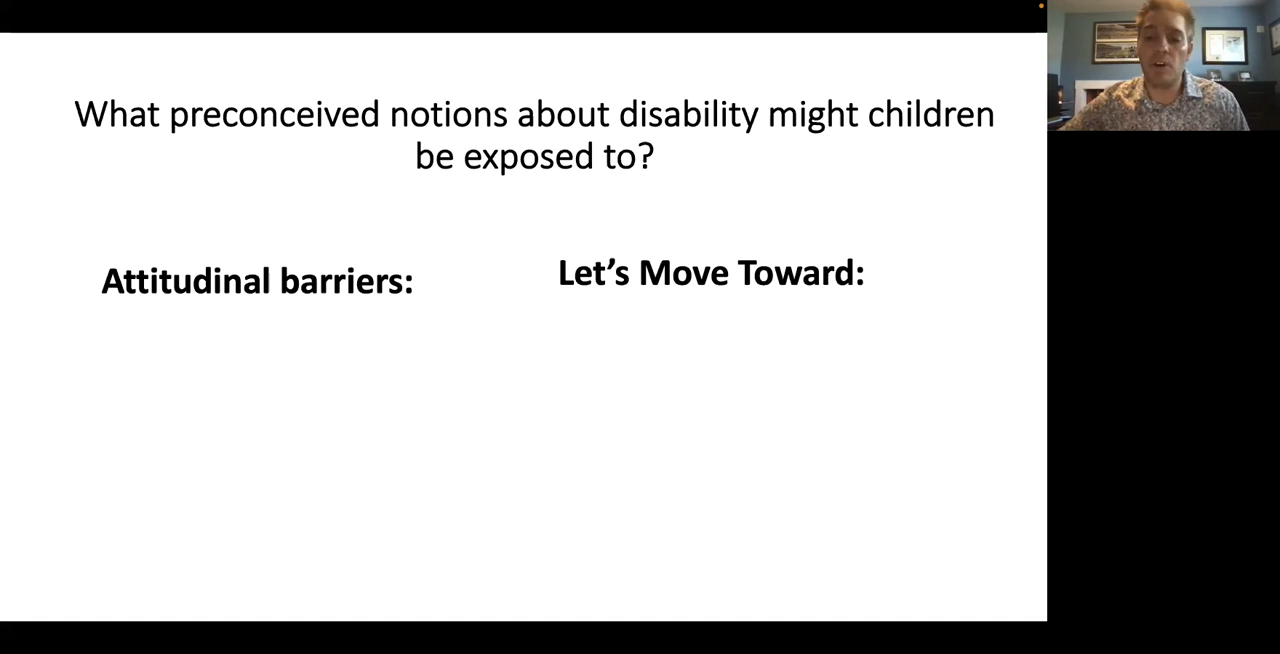 What preconceived notions about disability might children
be exposed to?
Attitudinal barriers:
Let’s Move Toward: